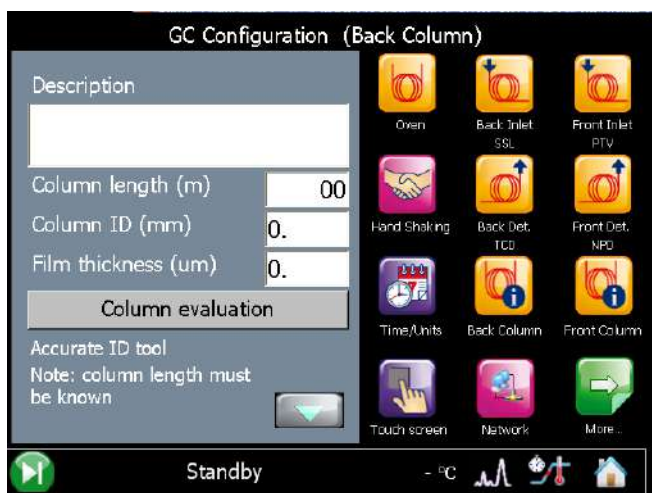 GC Configuration (Back Column)
Description
Column length (m) 00
Column ID (mm) 0.
Film thickness (um) 0.
Column evaluation
Accurate ID tool
Note: column length must
be known
Oven
Back Inlet
SSL
Front Inlet
PTV
Hand Shaking
Back Det.
TCD
Front Det.
NPD
Time/Units
Back Column
Front Column
Touch screen
Network
More...
Standby
- °C